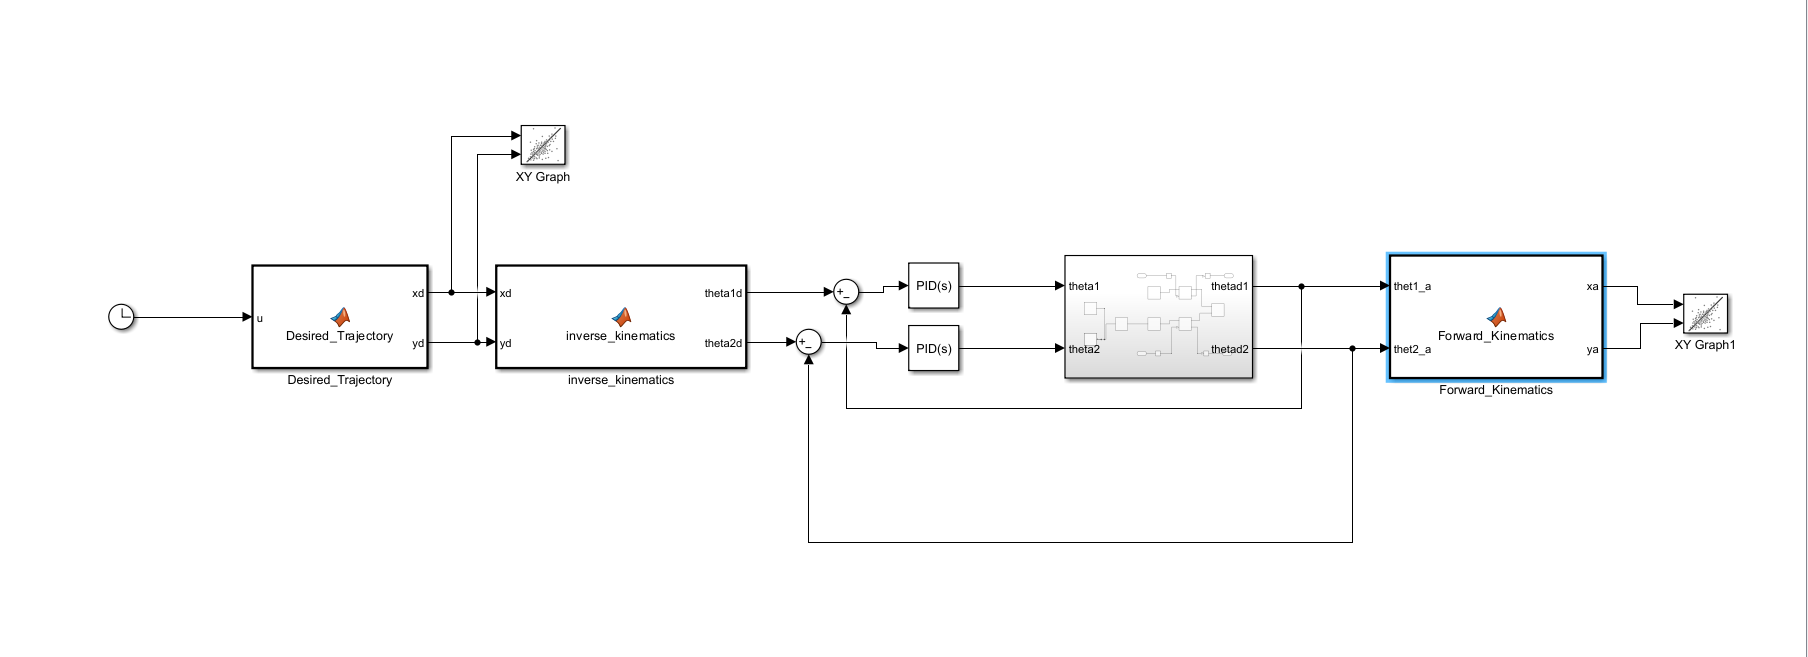 XY Graph
u
Desired_Trajectory
xd
yd
Desired_Trajectory
xd
yd
inverse_kinematics
theta1d
theta2d
inverse_kinematics
+
_
+
_
PID(s)
PID(s)
theta1
theta2
thetad1
thetad2
thet1_a
thet2_a
Forward_Kinematics
xa
ya
Forward_Kinematics
XY Graph1